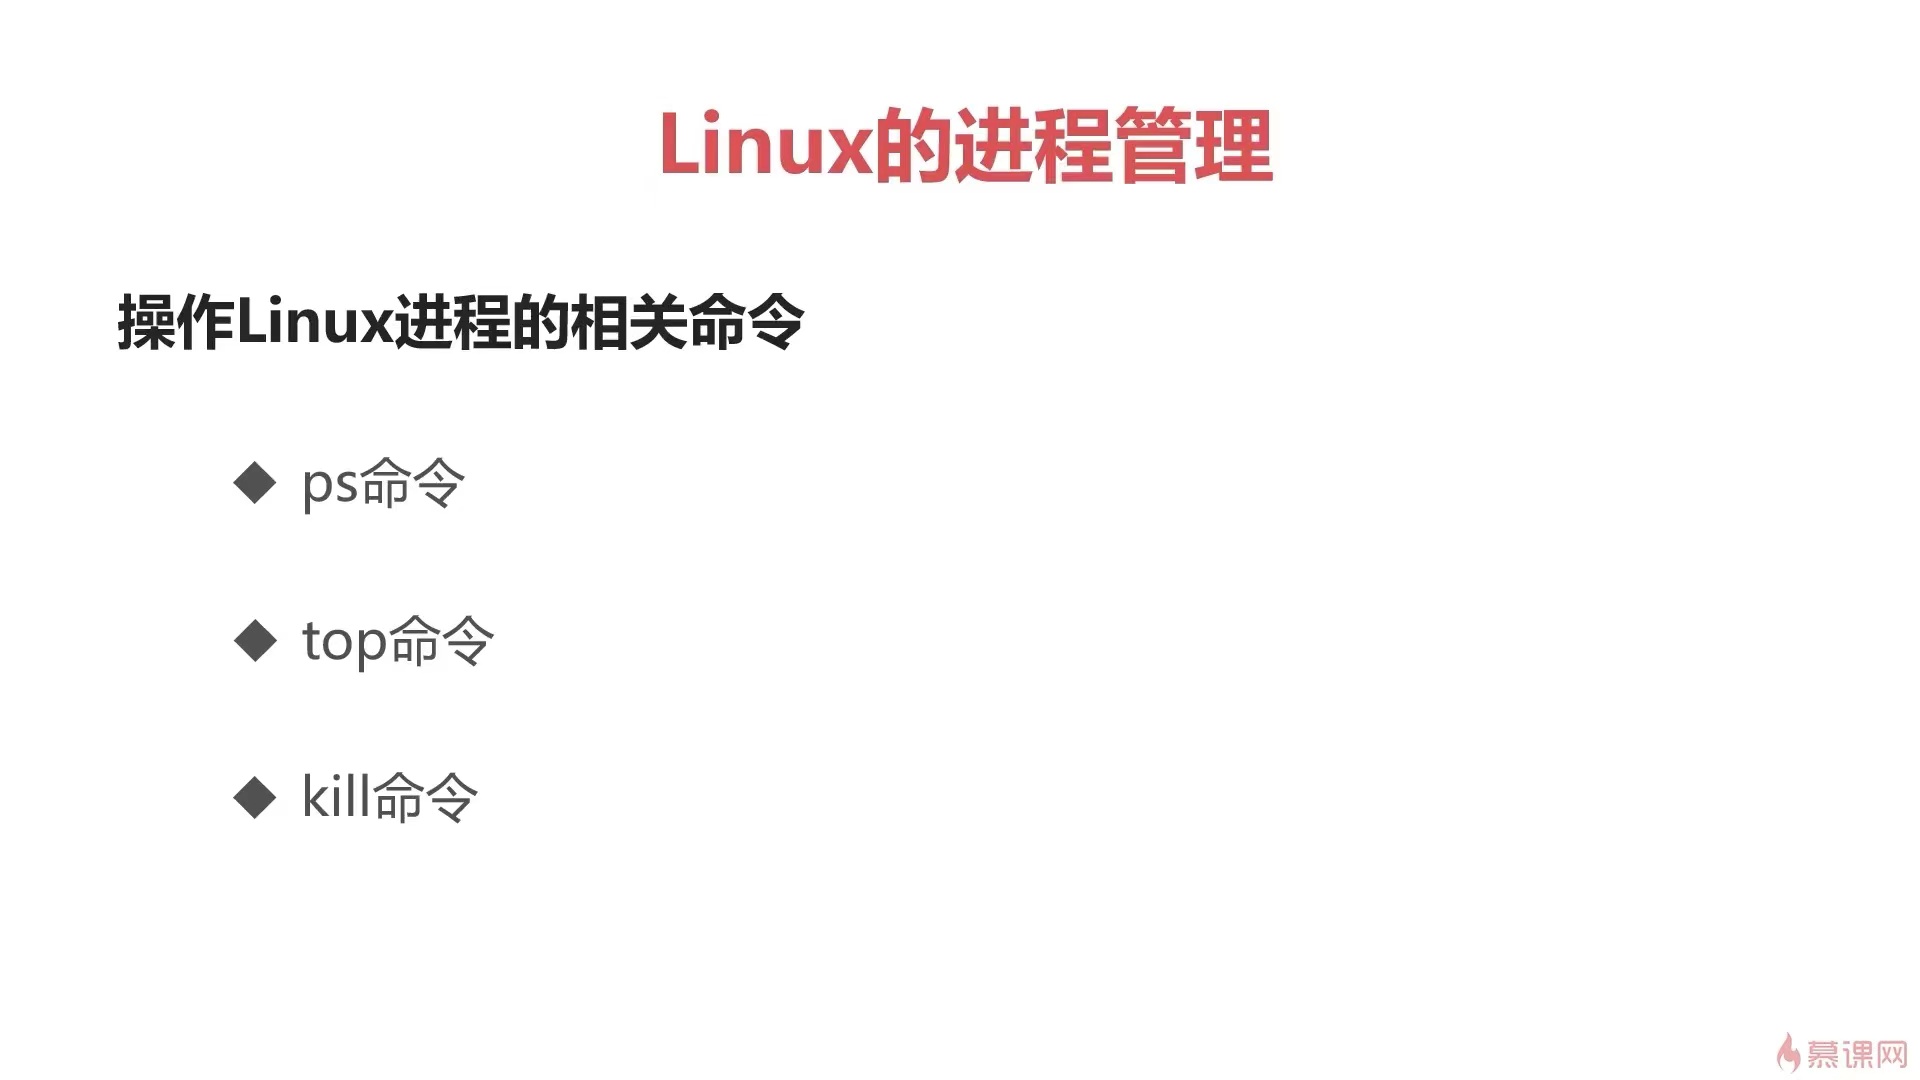 Linux的进程管理
操作Linux进程的相关命令
◆ ps命令
◆ top命令
◆ kill命令
慕课网